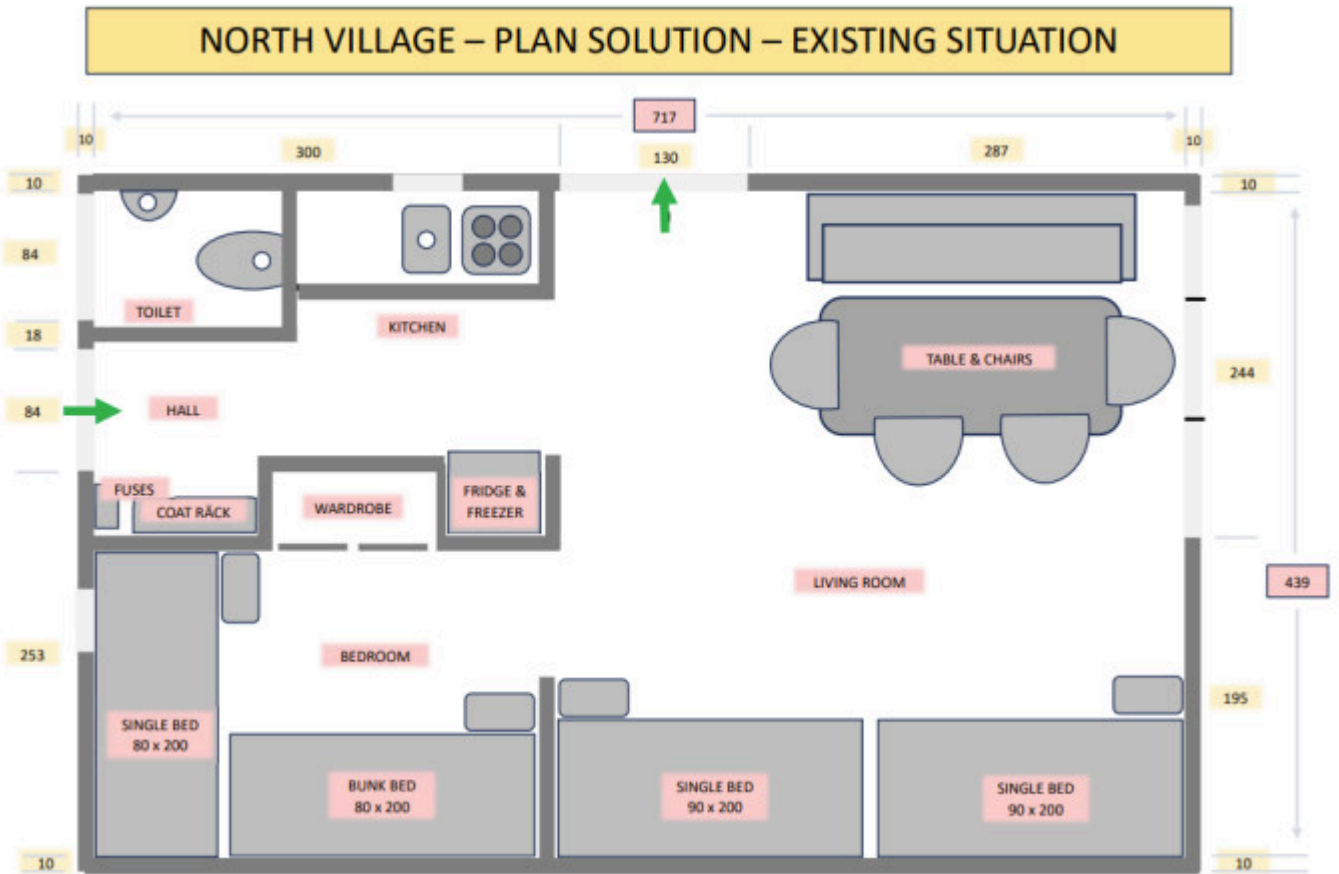 NORTH VILLAGE – PLAN SOLUTION – EXISTING SITUATION
717
10
300
130
287
10
10
10
84
TOILET
18
KITCHEN
TABLE & CHAIRS
244
84
HALL
FUSES
COAT RÄCK
WARDROBE
FRIDGE &
FREEZER
LIVING ROOM
439
253
BEDROOM
195
SINGLE BED
80 x 200
BUNK BED
80 x 200
SINGLE BED
90 x 200
SINGLE BED
90 x 200
10
10